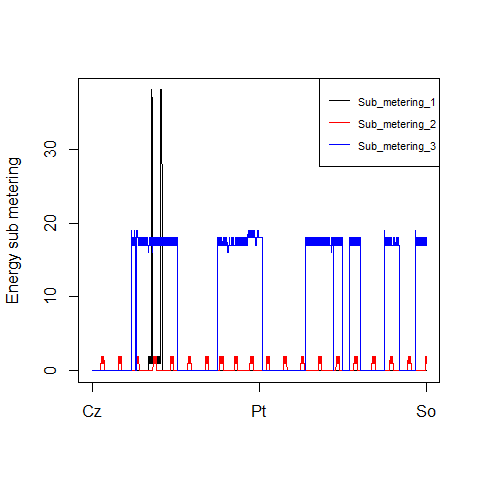 Sub_metering_1
Sub_metering_2
Sub_metering_3
Energy sub metering
30
20
10
0
Cz
Pt
So